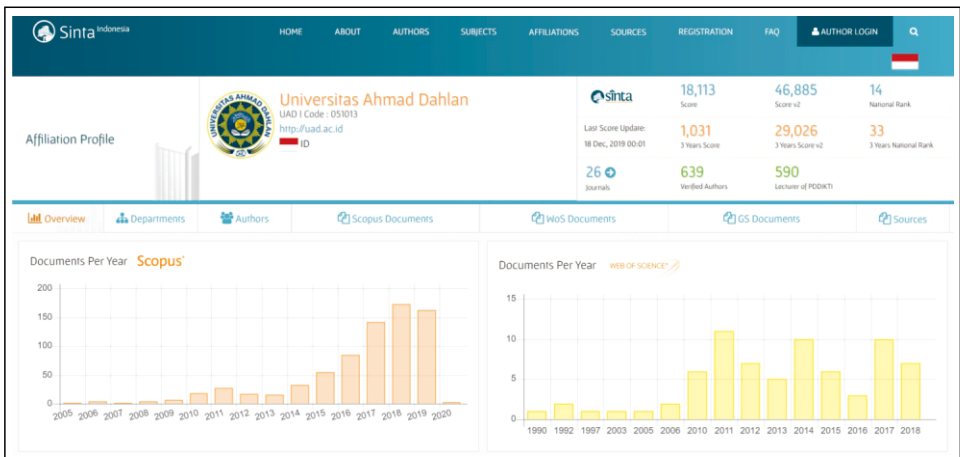 Sinta Indonesia
HOME ABOUT AUTHORS SUBJECTS AFFILIATIONS SOURCES REGISTRATION FAQ AUTHOR LOGIN
Affiliation Profile
UNIVERSITAS AHMAD DAHLAN
Universitas Ahmad Dahlan
UAD | Code : 051013
http://uad.ac.id
ID
sinta
18,113
Score
46,885
Score v2
14
National Rank
Last Score Update:
18 Dec, 2019 00:01
1,031
3 Years Score
29,026
3 Years Score v2
33
3 Years National Rank
26
Journals
639
Verified Authors
590
Lecturer of PDDIKTI
Overview Departments Authors Scopus Documents WoS Documents GS Documents Sources
Documents Per Year Scopus
200
150
100
50
0
2005 2006 2007 2008 2009 2010 2011 2012 2013 2014 2015 2016 2017 2018 2019 2020
Documents Per Year WEB OF SCIENCE™
15
10
5
0
1990 1992 1997 2003 2005 2006 2010 2011 2012 2013 2014 2015 2016 2017 2018